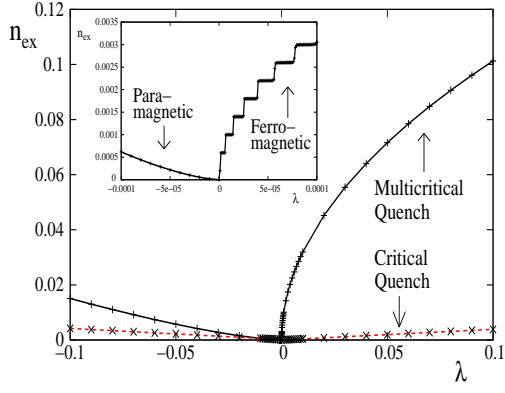 n_ex
0.12
0.1
0.08
0.06
0.04
0.02
0
−0.1
−0.05
0
0.05
0.1
λ
n_ex
0.0035
0.003
0.0025
0.002
0.0015
0.001
0.0005
0
−0.0001
−5e−05
0
5e−05
0.0001
λ
Para−
magnetic
Ferro−
magnetic
Multicritical
Quench
Critical
Quench